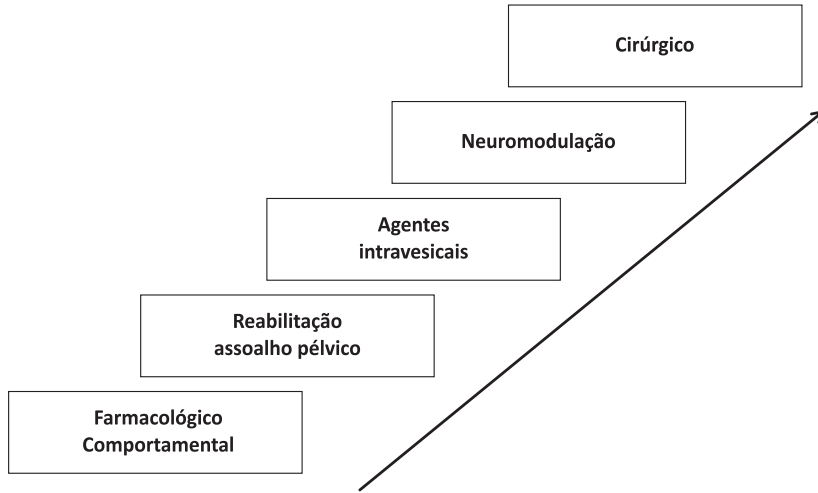 Cirúrgico
Neuromodulação
Agentes
intravesicais
Reabilitação
assoalho pélvico
Farmacológico
Comportamental